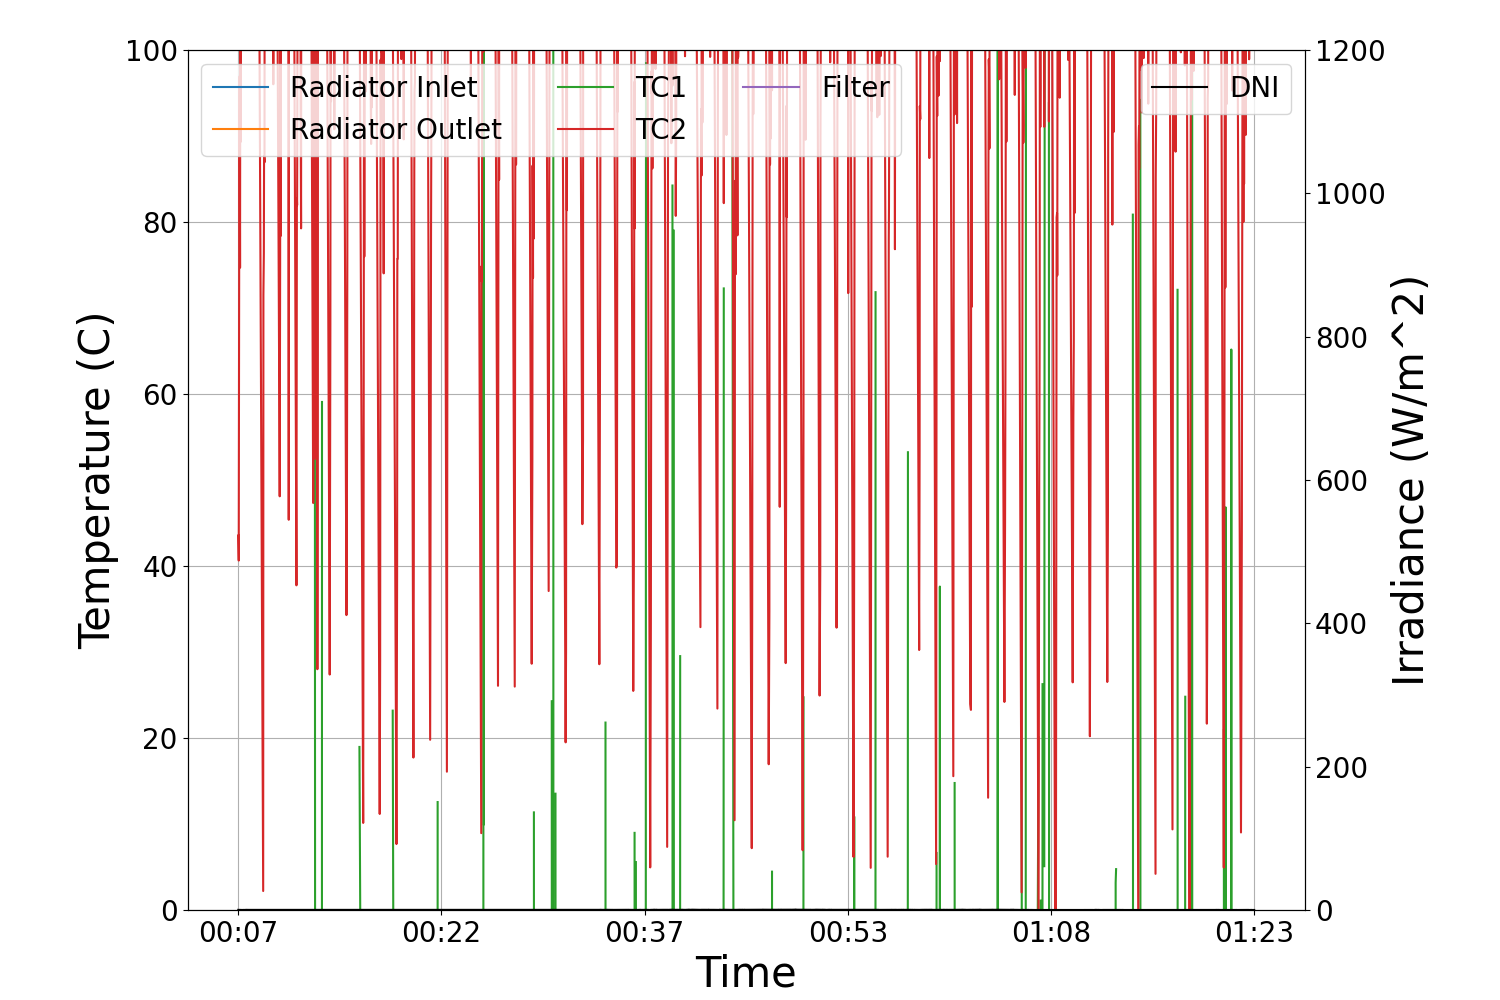 100
80
60
40
20
0
Temperature (C)
Radiator Inlet
Radiator Outlet
TC1
TC2
Filter
DNI
1200
1000
800
600
400
200
0
Irradiance (W/m^2)
00:07
00:22
00:37
00:53
01:08
01:23
Time